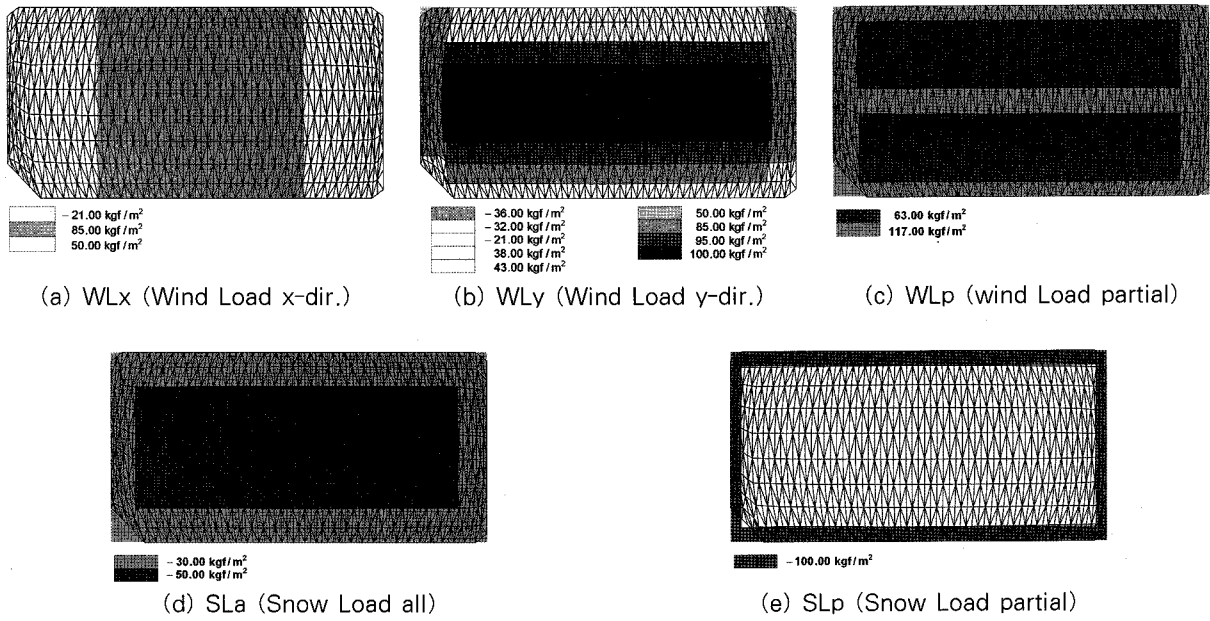 − 21.00 kgf / m²
85.00 kgf / m²
50.00 kgf / m²
− 36.00 kgf / m²
− 32.00 kgf / m²
− 21.00 kgf / m²
38.00 kgf / m²
43.00 kgf / m²
50.00 kgf / m²
85.00 kgf / m²
95.00 kgf / m²
100.00 kgf / m²
63.00 kgf / m²
117.00 kgf / m²
(a) WLx (Wind Load x-dir.)
(b) WLy (Wind Load y-dir.)
(c) WLp (wind Load partial)
− 30.00 kgf / m²
− 50.00 kgf / m²
− 100.00 kgf / m²
(d) SLa (Snow Load all)
(e) SLp (Snow Load partial)